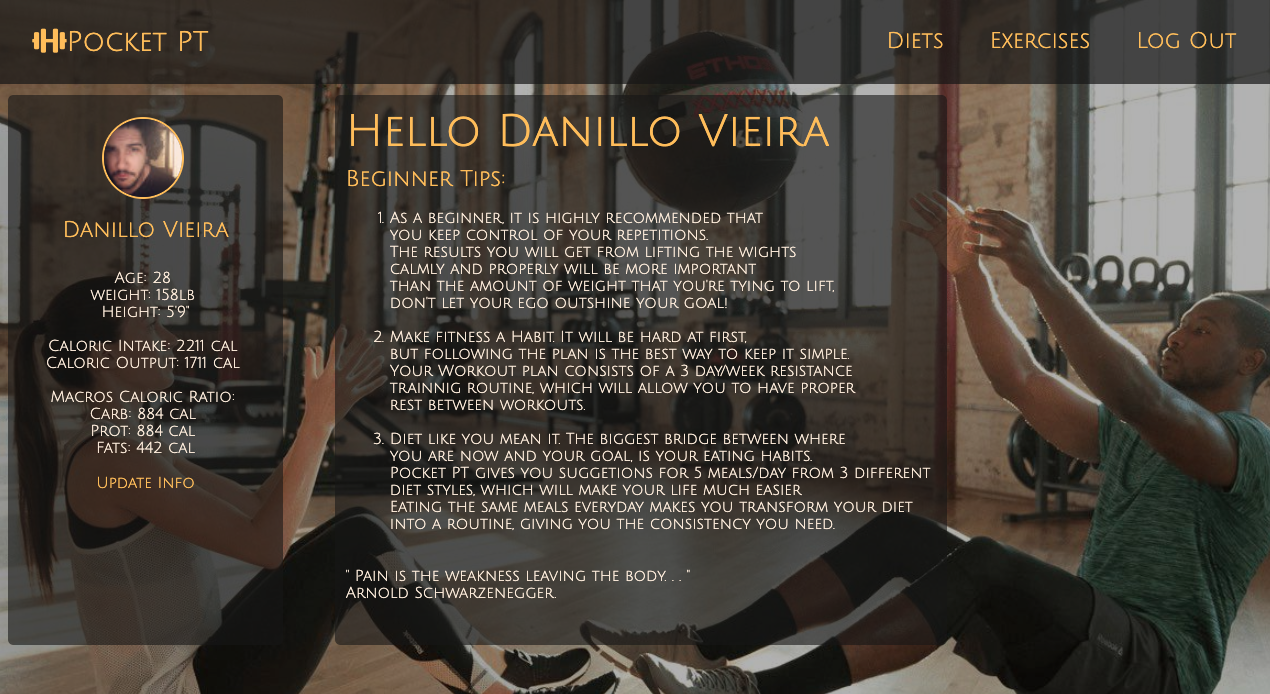 Pocket PT
Diets Exercises Log Out
ETHOS
Danillo Vieira
Age: 28
weight: 158lb
Height: 5'9"
Caloric Intake: 2211 cal
Caloric Output: 1711 cal
Macros Caloric Ratio:
Carb: 884 cal
Prot: 884 cal
Fats: 442 cal
Update Info
Hello Danillo Vieira
Beginner Tips:
1. As a beginner, it is highly recommended that
you keep control of your repetitions.
The results you will get from lifting the wights
calmly and properly will be more important
than the amount of weight that you're tying to lift,
don't let your ego outshine your goal!
2. Make fitness a Habit. It will be hard at first,
but following the plan is the best way to keep it simple.
Your Workout plan consists of a 3 day/week resistance
trainnig routine, which will allow you to have proper
rest between workouts.
3. Diet like you mean it. The biggest bridge between where
you are now and your goal, is your eating habits.
Pocket PT gives you suggetions for 5 meals/day from 3 different
diet styles, which will make your life much easier
Eating the same meals everyday makes you transform your diet
into a routine, giving you the consistency you need.
" Pain is the weakness leaving the body. . . "
Arnold Schwarzenegger.